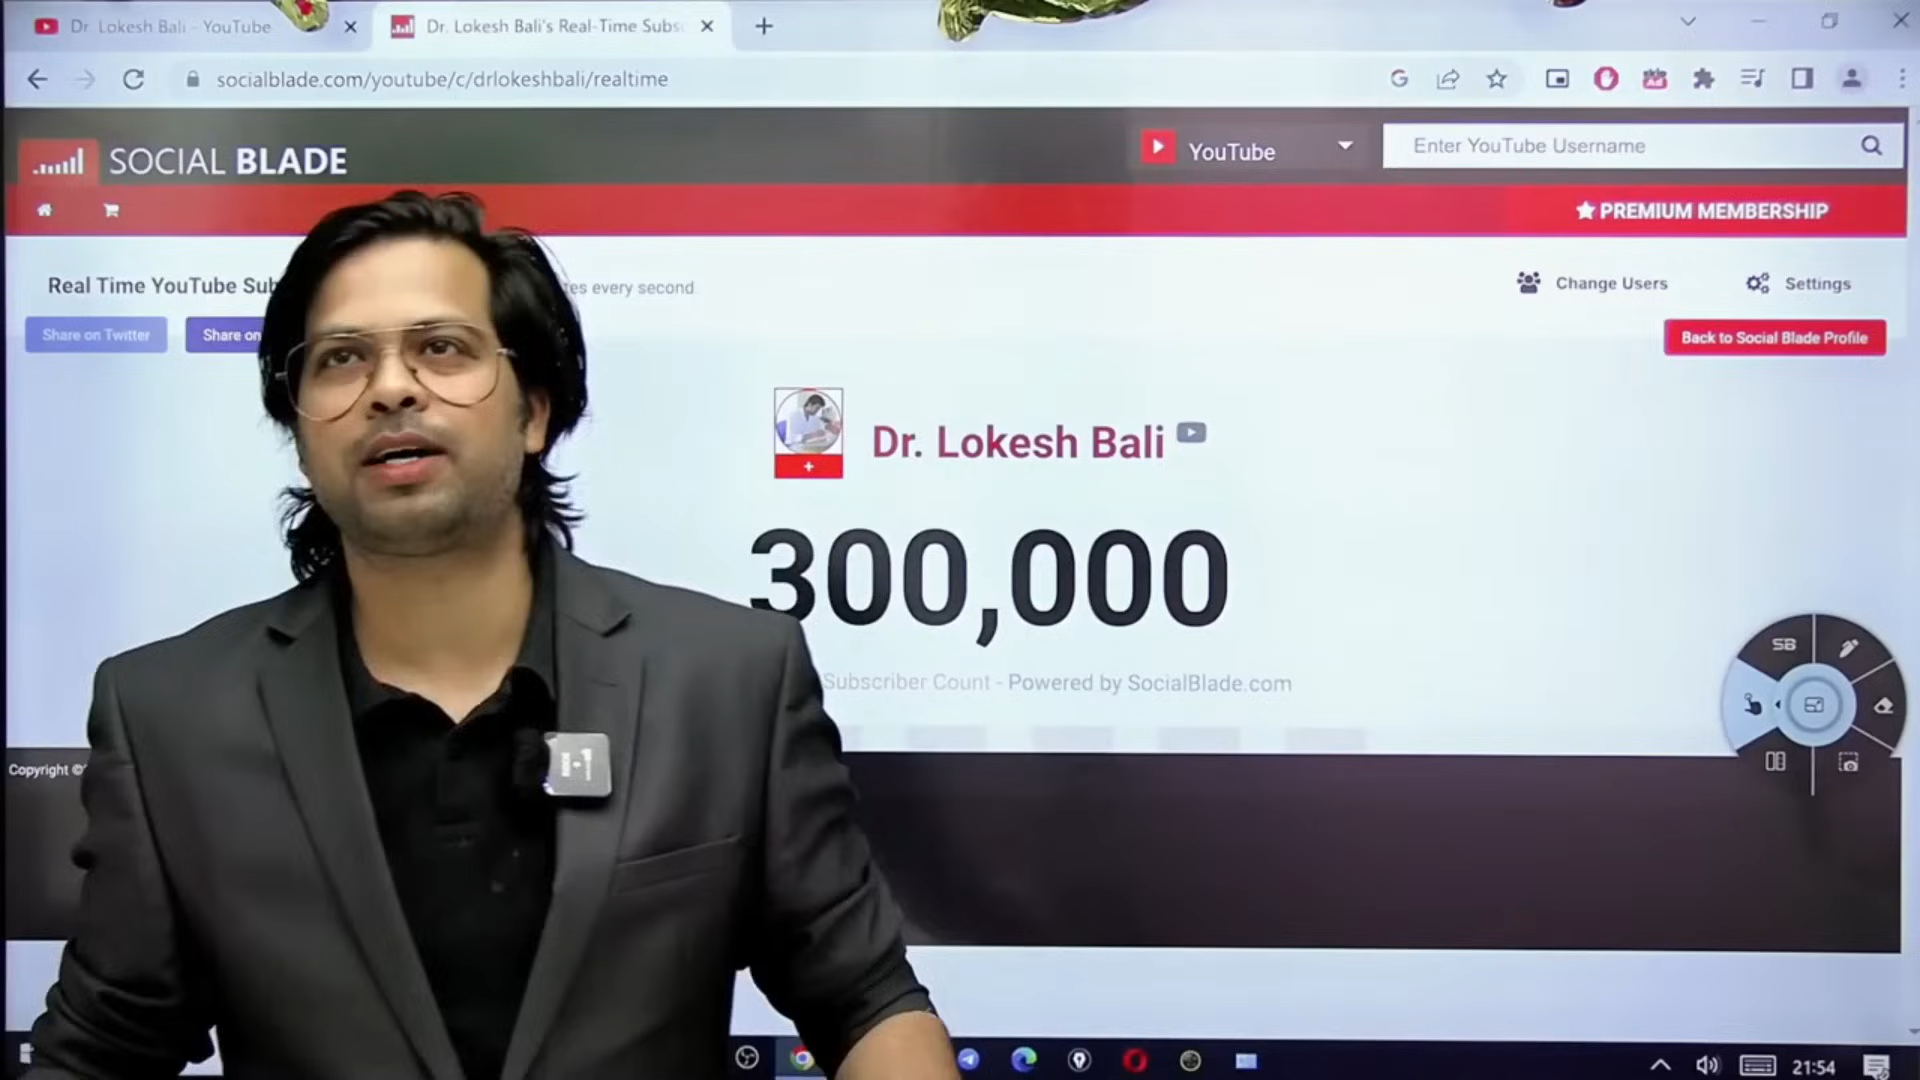 Dr. Lokesh Bali - YouTube
Dr. Lokesh Bali's Real-Time Subs
socialblade.com/youtube/c/drlokeshbali/realtime
SOCIAL BLADE
YouTube
Enter YouTube Username
PREMIUM MEMBERSHIP
Real Time YouTube Sub
tes every second
Change Users
Settings
Share on Twitter
Share on
Back to Social Blade Profile
Dr. Lokesh Bali
300,000
Subscriber Count - Powered by SocialBlade.com
SB
Copyright ©
21:54